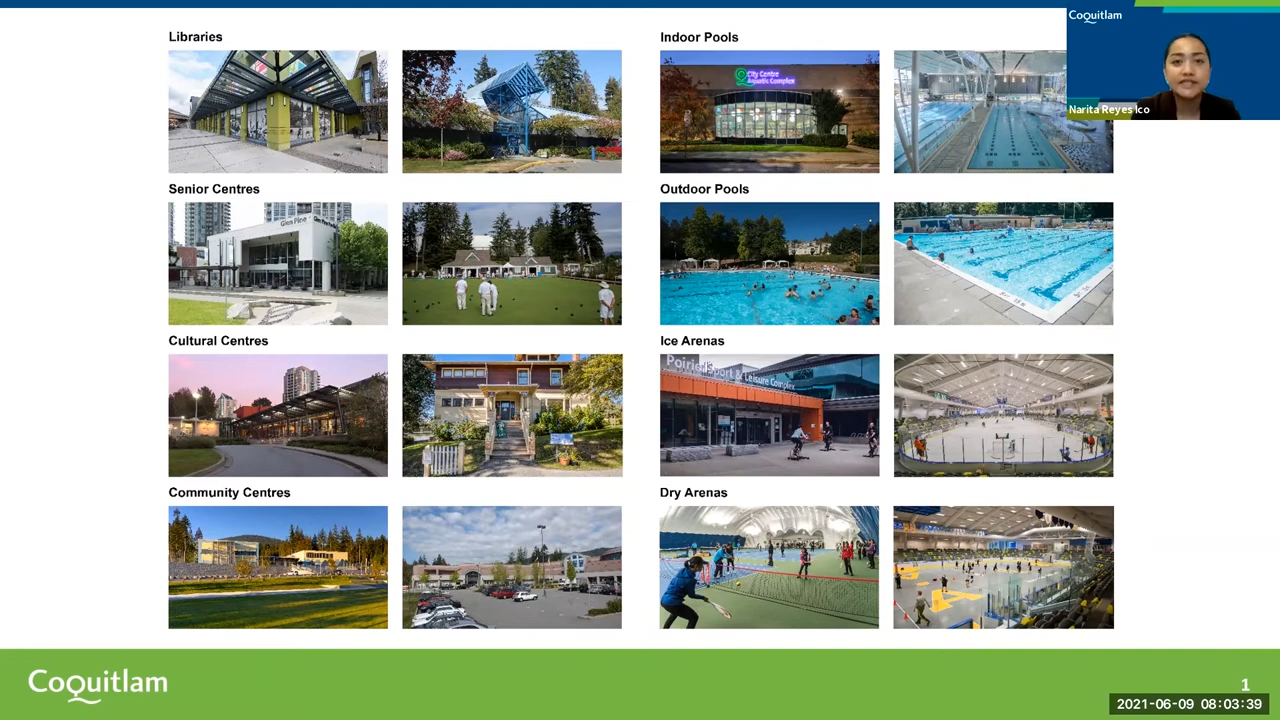 Libraries
Indoor Pools
City Centre
Aquatic Complex
Coquitlam
Narita Reyes Ico
Senior Centres
Outdoor Pools
Glen Pine
Cultural Centres
Ice Arenas
Poirier Sport & Leisure Complex
Community Centres
Dry Arenas
Coquitlam
1
2021-06-09 08:03:39